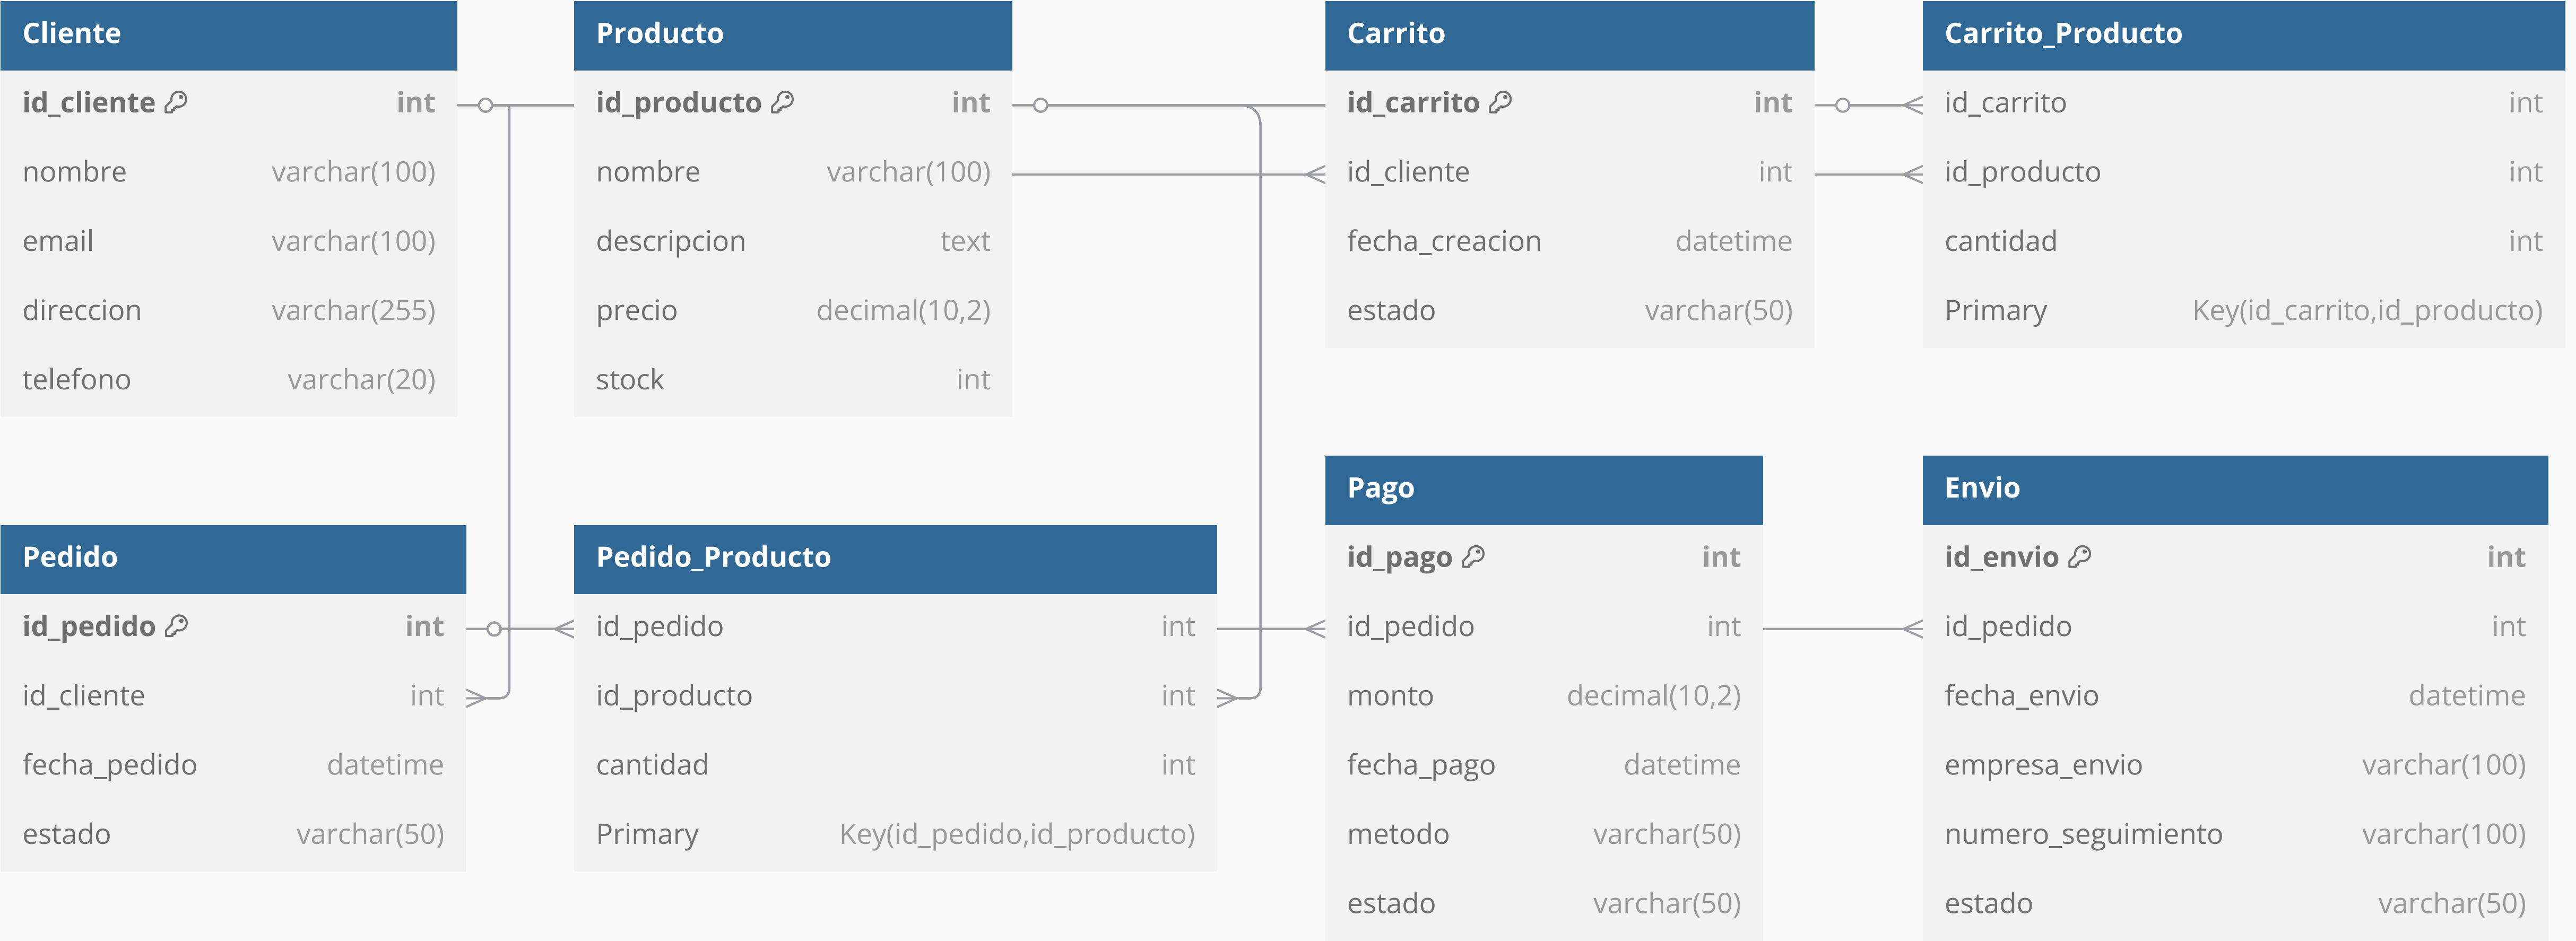 Cliente
id_cliente int
nombre varchar(100)
email varchar(100)
direccion varchar(255)
telefono varchar(20)
Producto
id_producto int
nombre varchar(100)
descripcion text
precio decimal(10,2)
stock int
Carrito
id_carrito int
id_cliente int
fecha_creacion datetime
estado varchar(50)
Carrito_Producto
id_carrito int
id_producto int
cantidad int
Primary Key(id_carrito,id_producto)
Pedido
id_pedido int
id_cliente int
fecha_pedido datetime
estado varchar(50)
Pedido_Producto
id_pedido int
id_producto int
cantidad int
Primary Key(id_pedido,id_producto)
Pago
id_pago int
id_pedido int
monto decimal(10,2)
fecha_pago datetime
metodo varchar(50)
estado varchar(50)
Envio
id_envio int
id_pedido int
fecha_envio datetime
empresa_envio varchar(100)
numero_seguimiento varchar(100)
estado varchar(50)